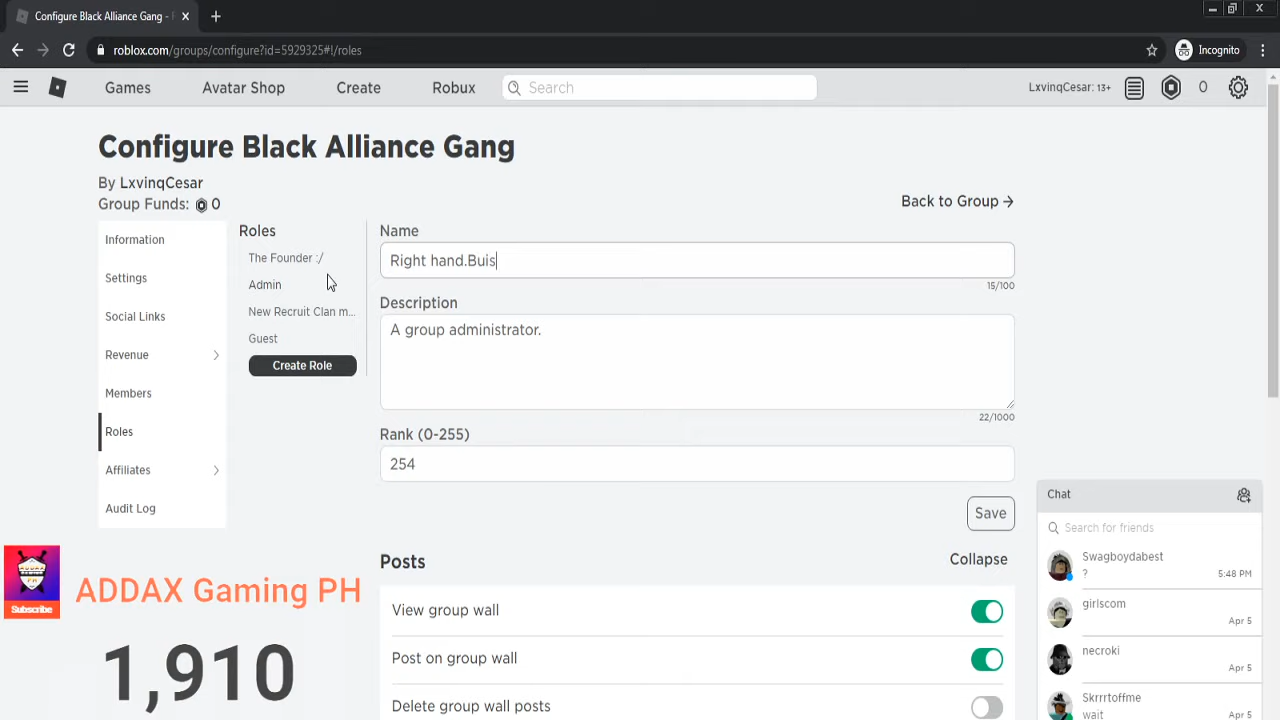 Configure Black Alliance Gang -
roblox.com/groups/configure?id=5929325#!/roles
Incognito
Games
Avatar Shop
Create
Robux
Search
LxvinqCesar: 13+
0
Configure Black Alliance Gang
By LxvinqCesar
Group Funds: 0
Back to Group →
Information
Settings
Social Links
Revenue
Members
Roles
Affiliates
Audit Log
Roles
The Founder :/
Admin
New Recruit Clan m...
Guest
Create Role
Name
Right hand.Buis
15/100
Description
A group administrator.
22/1000
Rank (0-255)
254
Save
Posts
Collapse
View group wall
Post on group wall
Delete group wall posts
Chat
Search for friends
Swagboydabest
?
5:48 PM
girlscom
Apr 5
necroki
Apr 5
Skrrrtoffme
wait
Apr 5
Subscribe
ADDAX Gaming PH
1,910